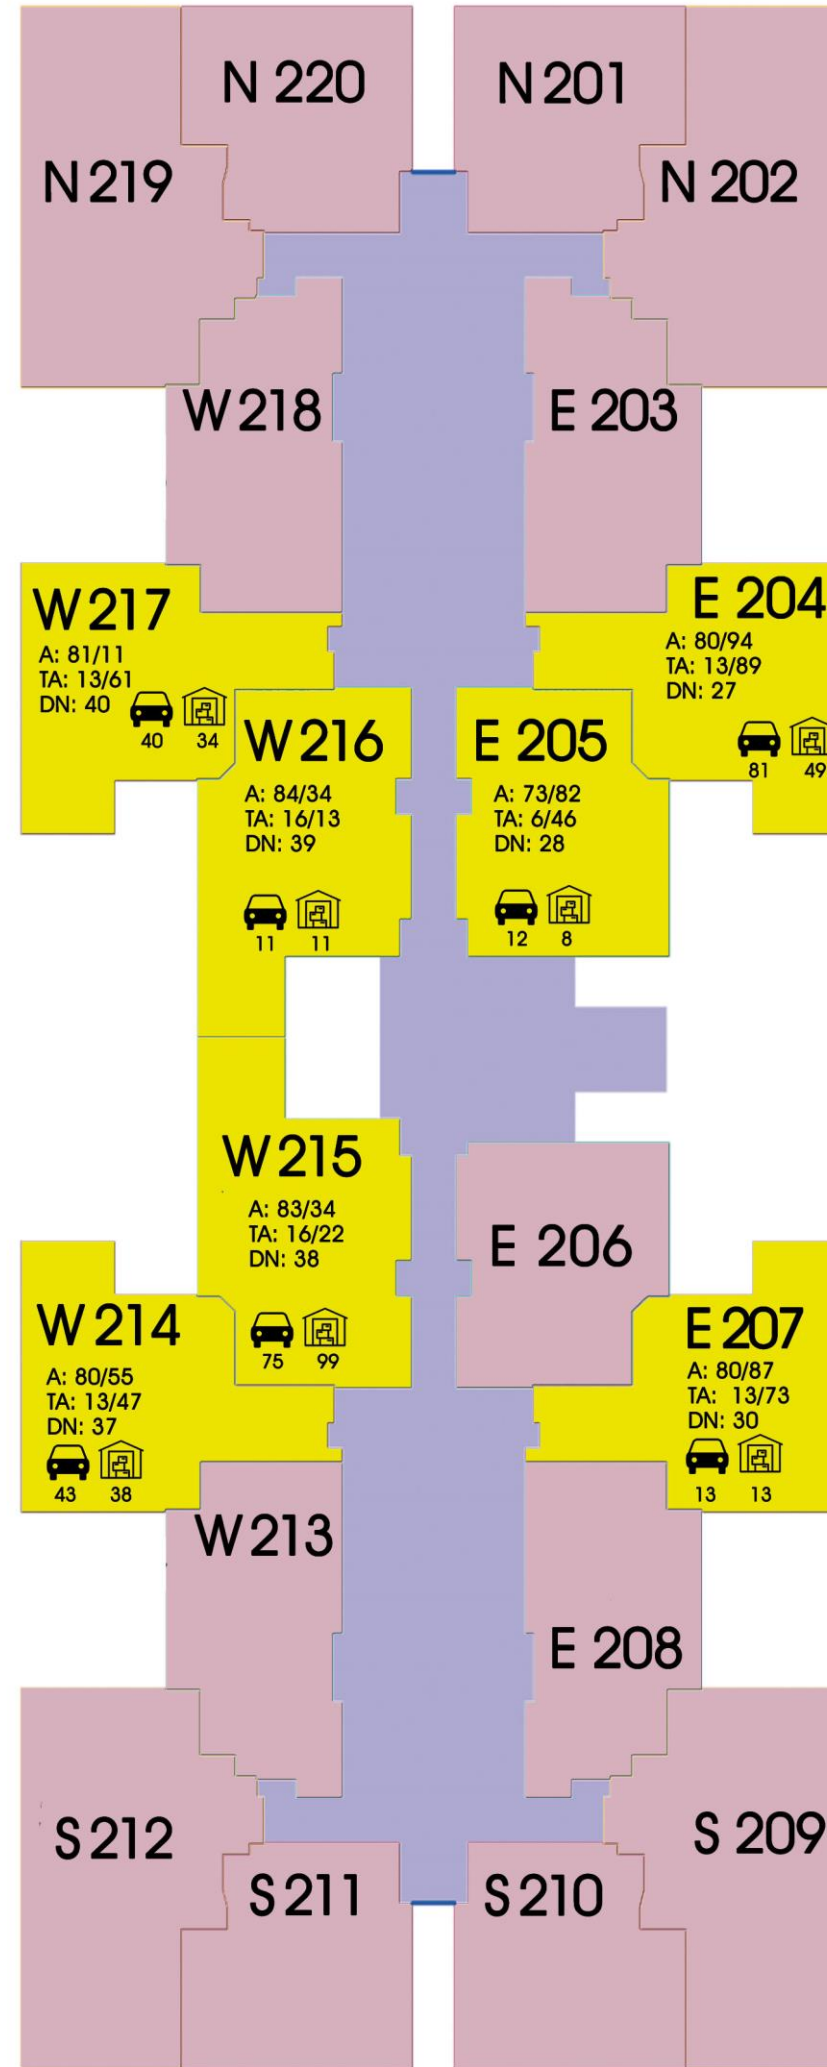 N 220
N 201
N 219
N 202
W 218
E 203
W 217
A: 81/11
TA: 13/61
DN: 40
40 34
E 204
A: 80/94
TA: 13/89
DN: 27
81 49
W 216
A: 84/34
TA: 16/13
DN: 39
11 11
E 205
A: 73/82
TA: 6/46
DN: 28
12 8
W 215
A: 83/34
TA: 16/22
DN: 38
75 99
E 206
W 214
A: 80/55
TA: 13/47
DN: 37
43 38
E 207
A: 80/87
TA: 13/73
DN: 30
13 13
W 213
E 208
S 212
S 209
S 211
S 210